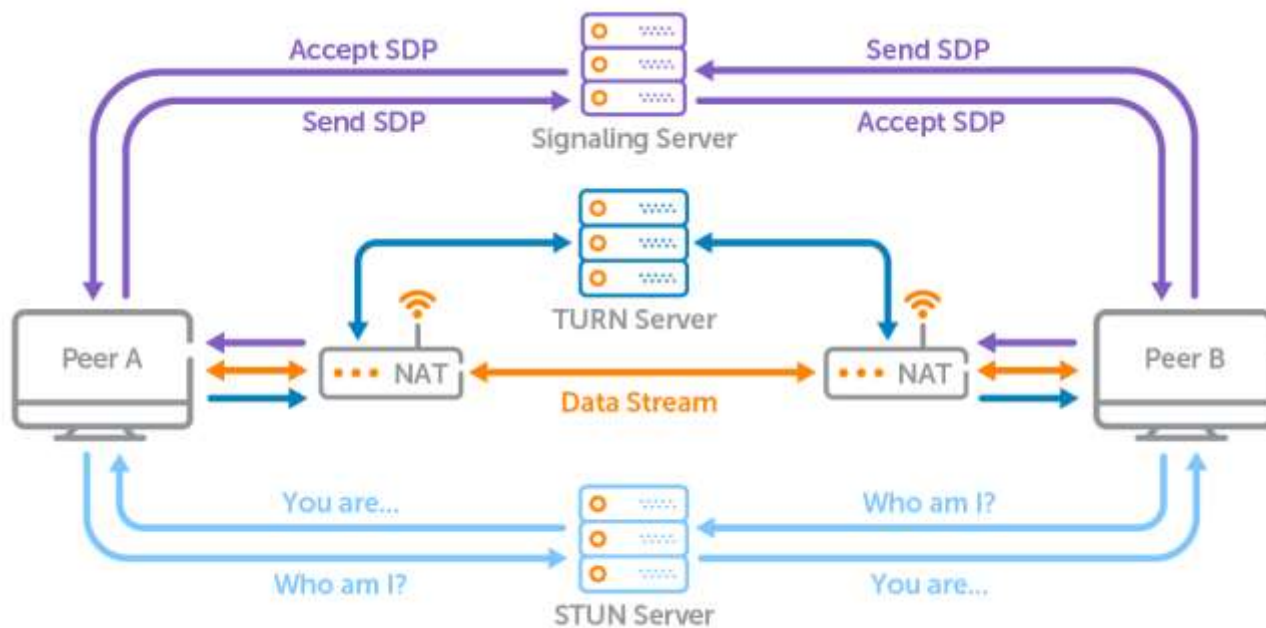 Accept SDP
Send SDP
Send SDP
Accept SDP
Signaling Server
TURN Server
Peer A
NAT
NAT
Peer B
Data Stream
You are...
Who am I?
Who am I?
You are...
STUN Server